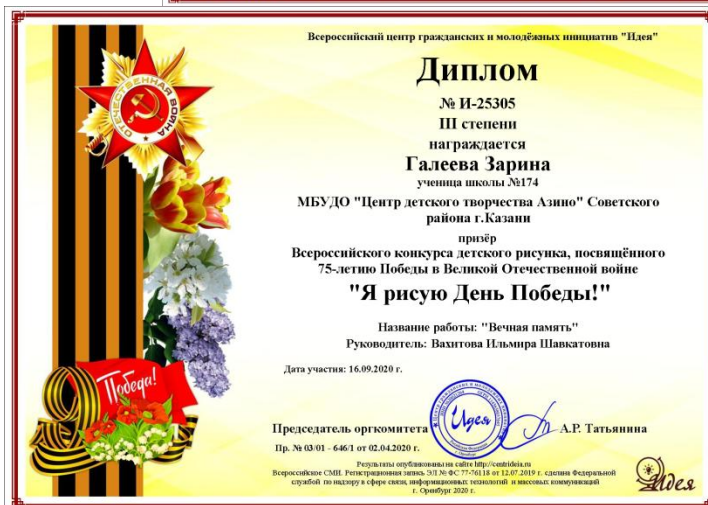 Всероссийский центр гражданских и молодёжных инициатив "Идея"
Диплом
№ И-25305
III степени
награждается
Галеева Зарина
ученица школы №174
МБУДО "Центр детского творчества Азино" Советского
района г.Казани
призёр
Всероссийского конкурса детского рисунка, посвящённого
75-летию Победы в Великой Отечественной войне
"Я рисую День Победы!"
Название работы: "Вечная память"
Руководитель: Вахитова Ильмира Шавкатовна
Дата участия: 16.09.2020 г.
Председатель оргкомитета
А.Р. Татьянина
Пр. № 03/01 - 646/1 от 02.04.2020 г.
Результаты опубликованы на сайте http://centrideia.ru
Всероссийское СМИ. Регистрационная запись ЭЛ № ФС 77-76118 от 12.07.2019 г. сделана Федеральной
службой по надзору в сфере связи, информационных технологий и массовых коммуникаций
г. Оренбург 2020 г.
ОТЕЧЕСТВЕННАЯ ВОЙНА
Победа!
Идея
Идея